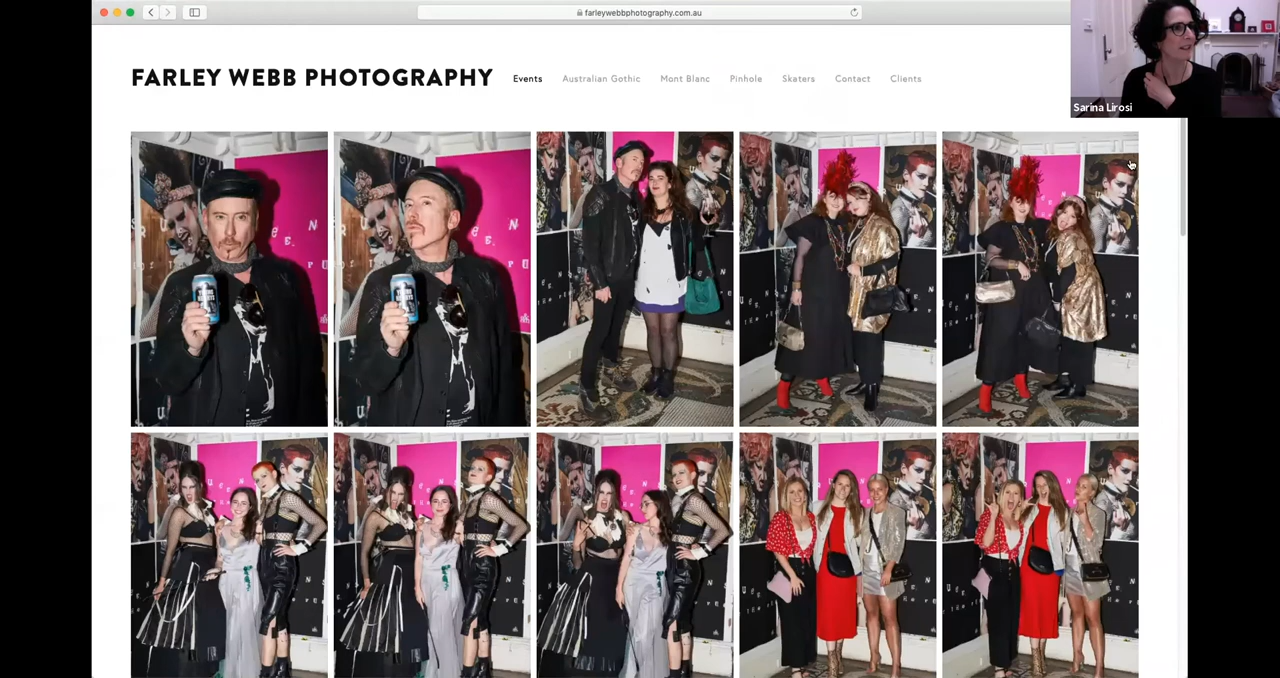 farleywebbphotography.com.au
FARLEY WEBB PHOTOGRAPHY
Events
Australian Gothic
Mont Blanc
Pinhole
Skaters
Contact
Clients
Sarina Lirosi